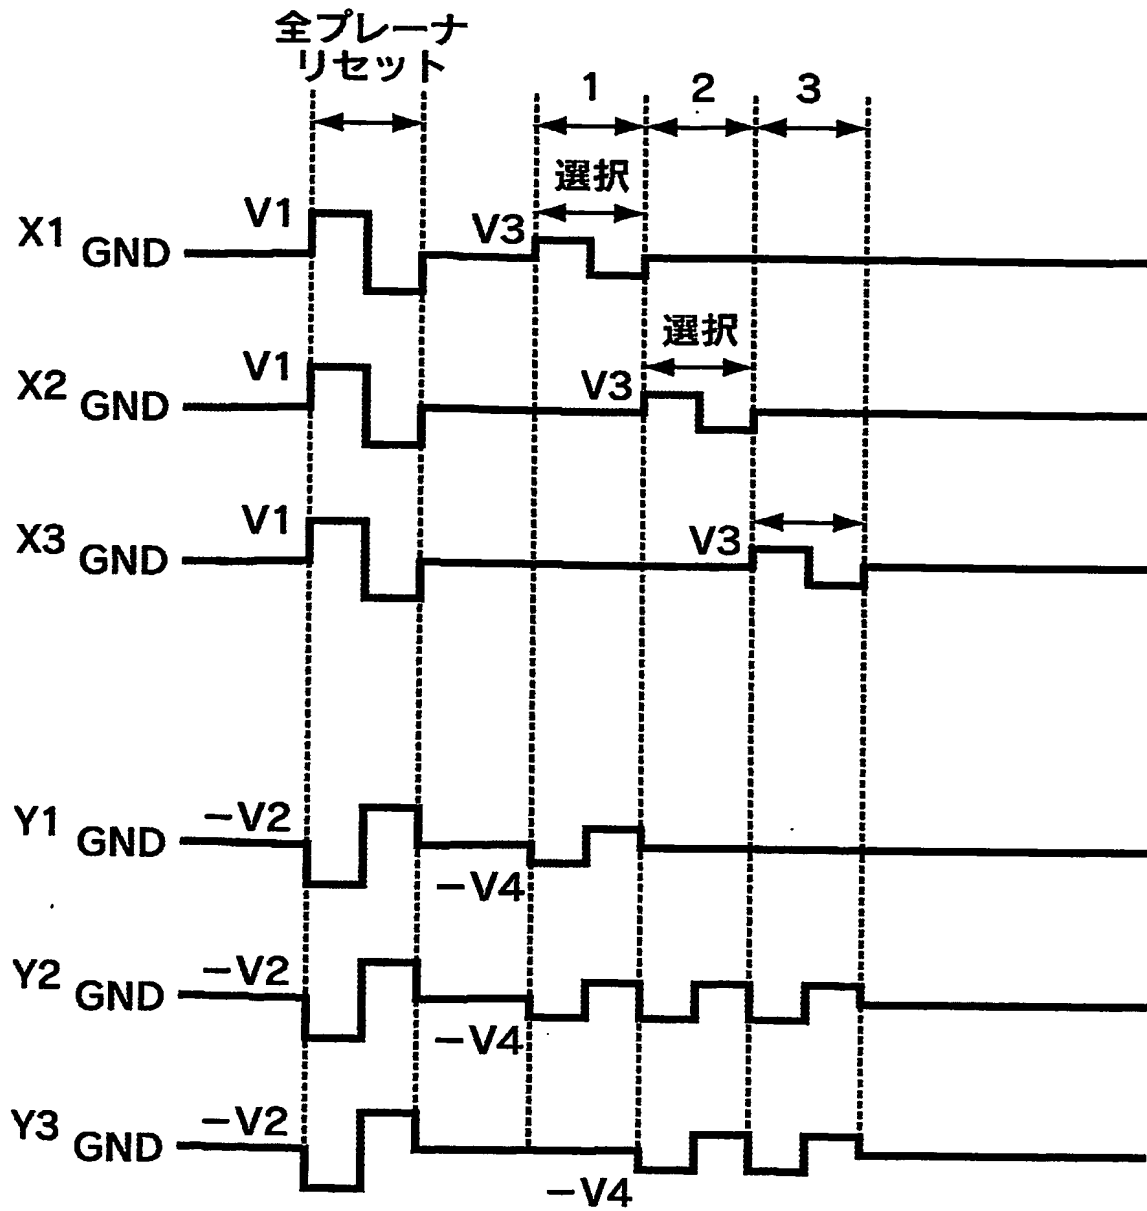 全プレーナ
リセット
1 2 3
選択
X1 GND V1 V3
選択
X2 GND V1 V3
X3 GND V1 V3
Y1 GND −V2 −V4
Y2 GND −V2 −V4
Y3 GND −V2 −V4